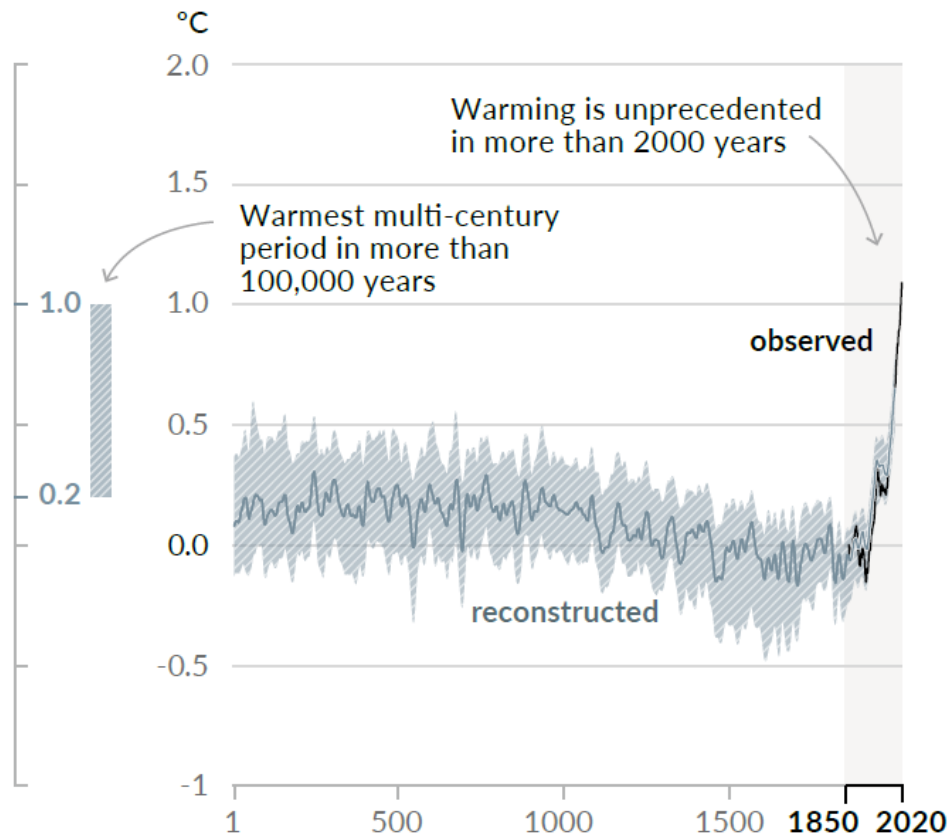 °C
2.0
Warming is unprecedented
in more than 2000 years
1.5
Warmest multi-century
period in more than
100,000 years
1.0
1.0
observed
0.5
0.2
0.0
reconstructed
-0.5
-1
1 500 1000 1500 1850 2020